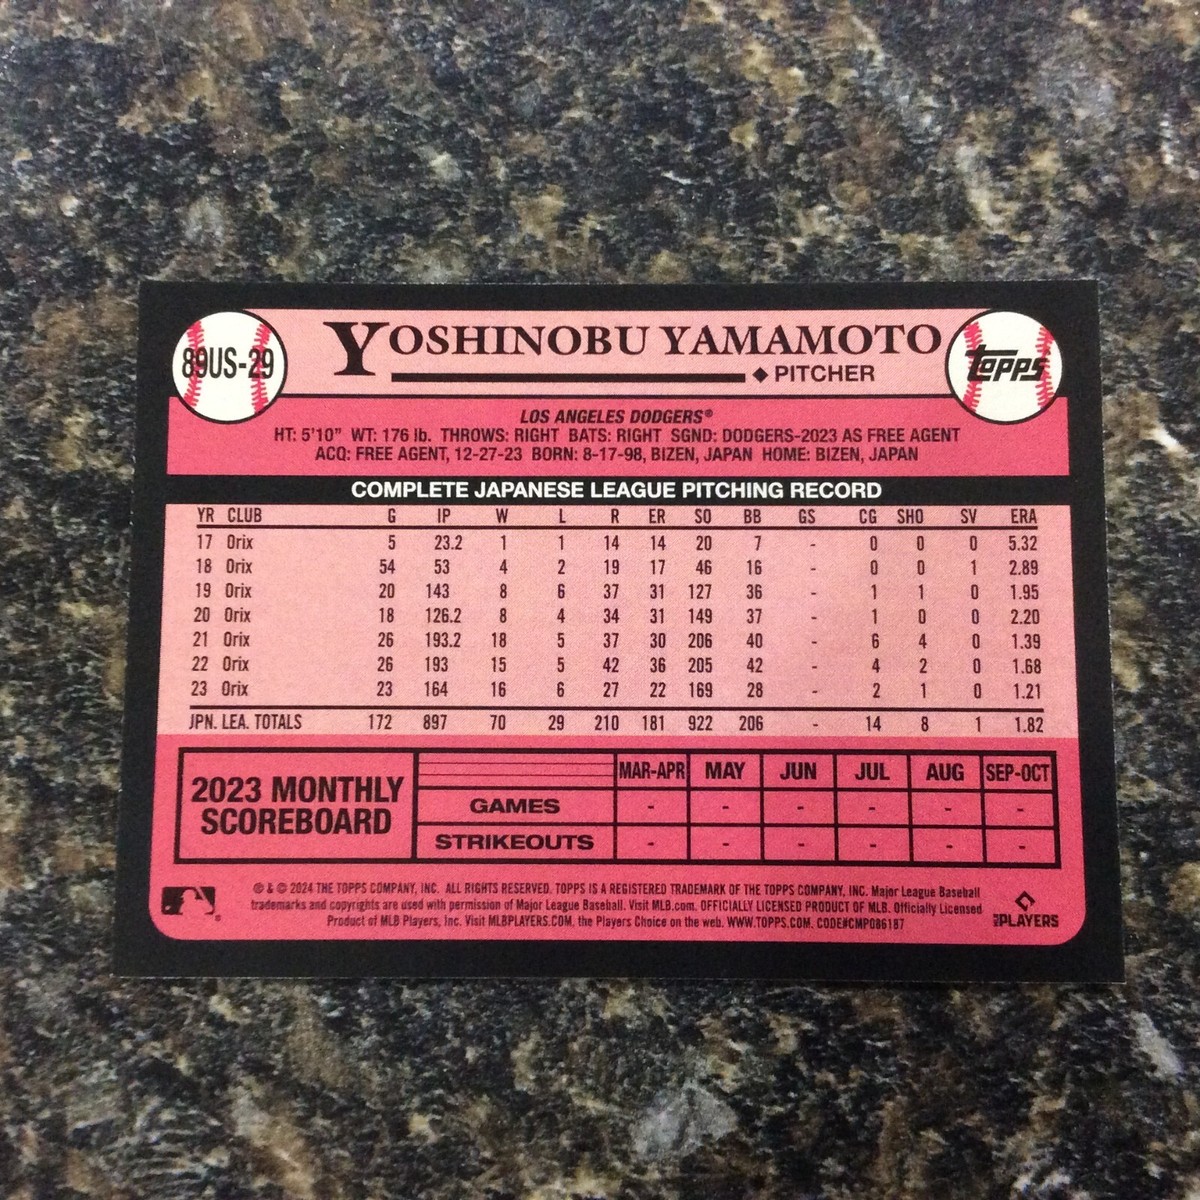 89US-29
YOSHINOBU YAMAMOTO
◆ PITCHER
topps
LOS ANGELES DODGERS®
HT: 5'10" WT: 176 lb. THROWS: RIGHT BATS: RIGHT SGND: DODGERS-2023 AS FREE AGENT
ACQ: FREE AGENT, 12-27-23 BORN: 8-17-98, BIZEN, JAPAN HOME: BIZEN, JAPAN
COMPLETE JAPANESE LEAGUE PITCHING RECORD
YR CLUB G IP W L R ER SO BB GS CG SHO SV ERA
17 Orix 5 23.2 1 1 14 14 20 7 - 0 0 0 5.32
18 Orix 54 53 4 2 19 17 46 16 - 0 0 1 2.89
19 Orix 20 143 8 6 37 31 127 36 - 1 1 0 1.95
20 Orix 18 126.2 8 4 34 31 149 37 - 1 0 0 2.20
21 Orix 26 193.2 18 5 37 30 206 40 - 6 4 0 1.39
22 Orix 26 193 15 5 42 36 205 42 - 4 2 0 1.68
23 Orix 23 164 16 6 27 22 169 28 - 2 1 0 1.21
JPN. LEA. TOTALS 172 897 70 29 210 181 922 206 - 14 8 1 1.82
2023 MONTHLY
SCOREBOARD
MAR-APR MAY JUN JUL AUG SEP-OCT
GAMES - - - - - -
STRIKEOUTS - - - - - -
® & © 2024 THE TOPPS COMPANY, INC. ALL RIGHTS RESERVED. TOPPS IS A REGISTERED TRADEMARK OF THE TOPPS COMPANY, INC. Major League Baseball
trademarks and copyrights are used with permission of Major League Baseball. Visit MLB.com. OFFICIALLY LICENSED PRODUCT OF MLB. Officially Licensed
Product of MLB Players, Inc. Visit MLBPLAYERS.COM, the Players Choice on the web. WWW.TOPPS.COM. CODE#CMP086187
MLB PLAYERS